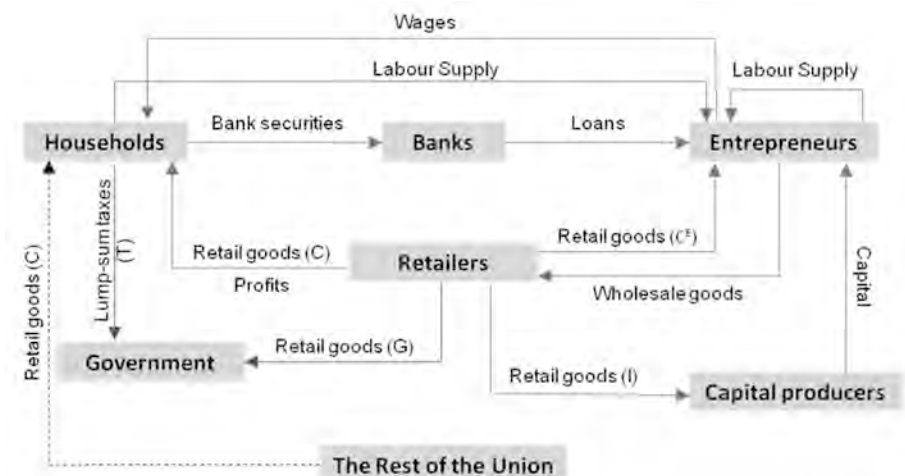 Wages
Labour Supply
Labour Supply
Bank securities
Loans
Households
Banks
Entrepreneurs
Lump-sum taxes
(T)
Retail goods (C)
Retail goods (C)
Profits
Retailers
Retail goods (Cᴱ)
Wholesale goods
Capital
Government
Retail goods (G)
Retail goods (I)
Capital producers
The Rest of the Union